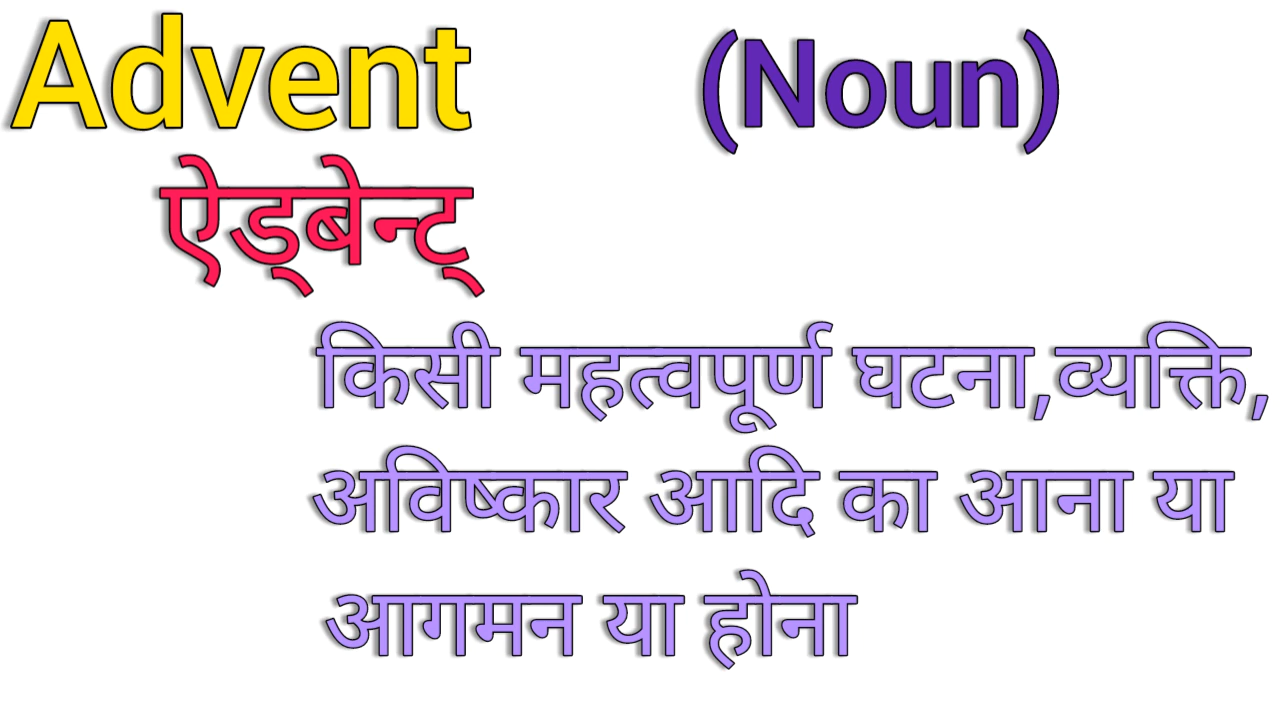 Advent (Noun)
ऐड्बेन्ट्
किसी महत्वपूर्ण घटना,व्यक्ति,
अविष्कार आदि का आना या
आगमन या होना